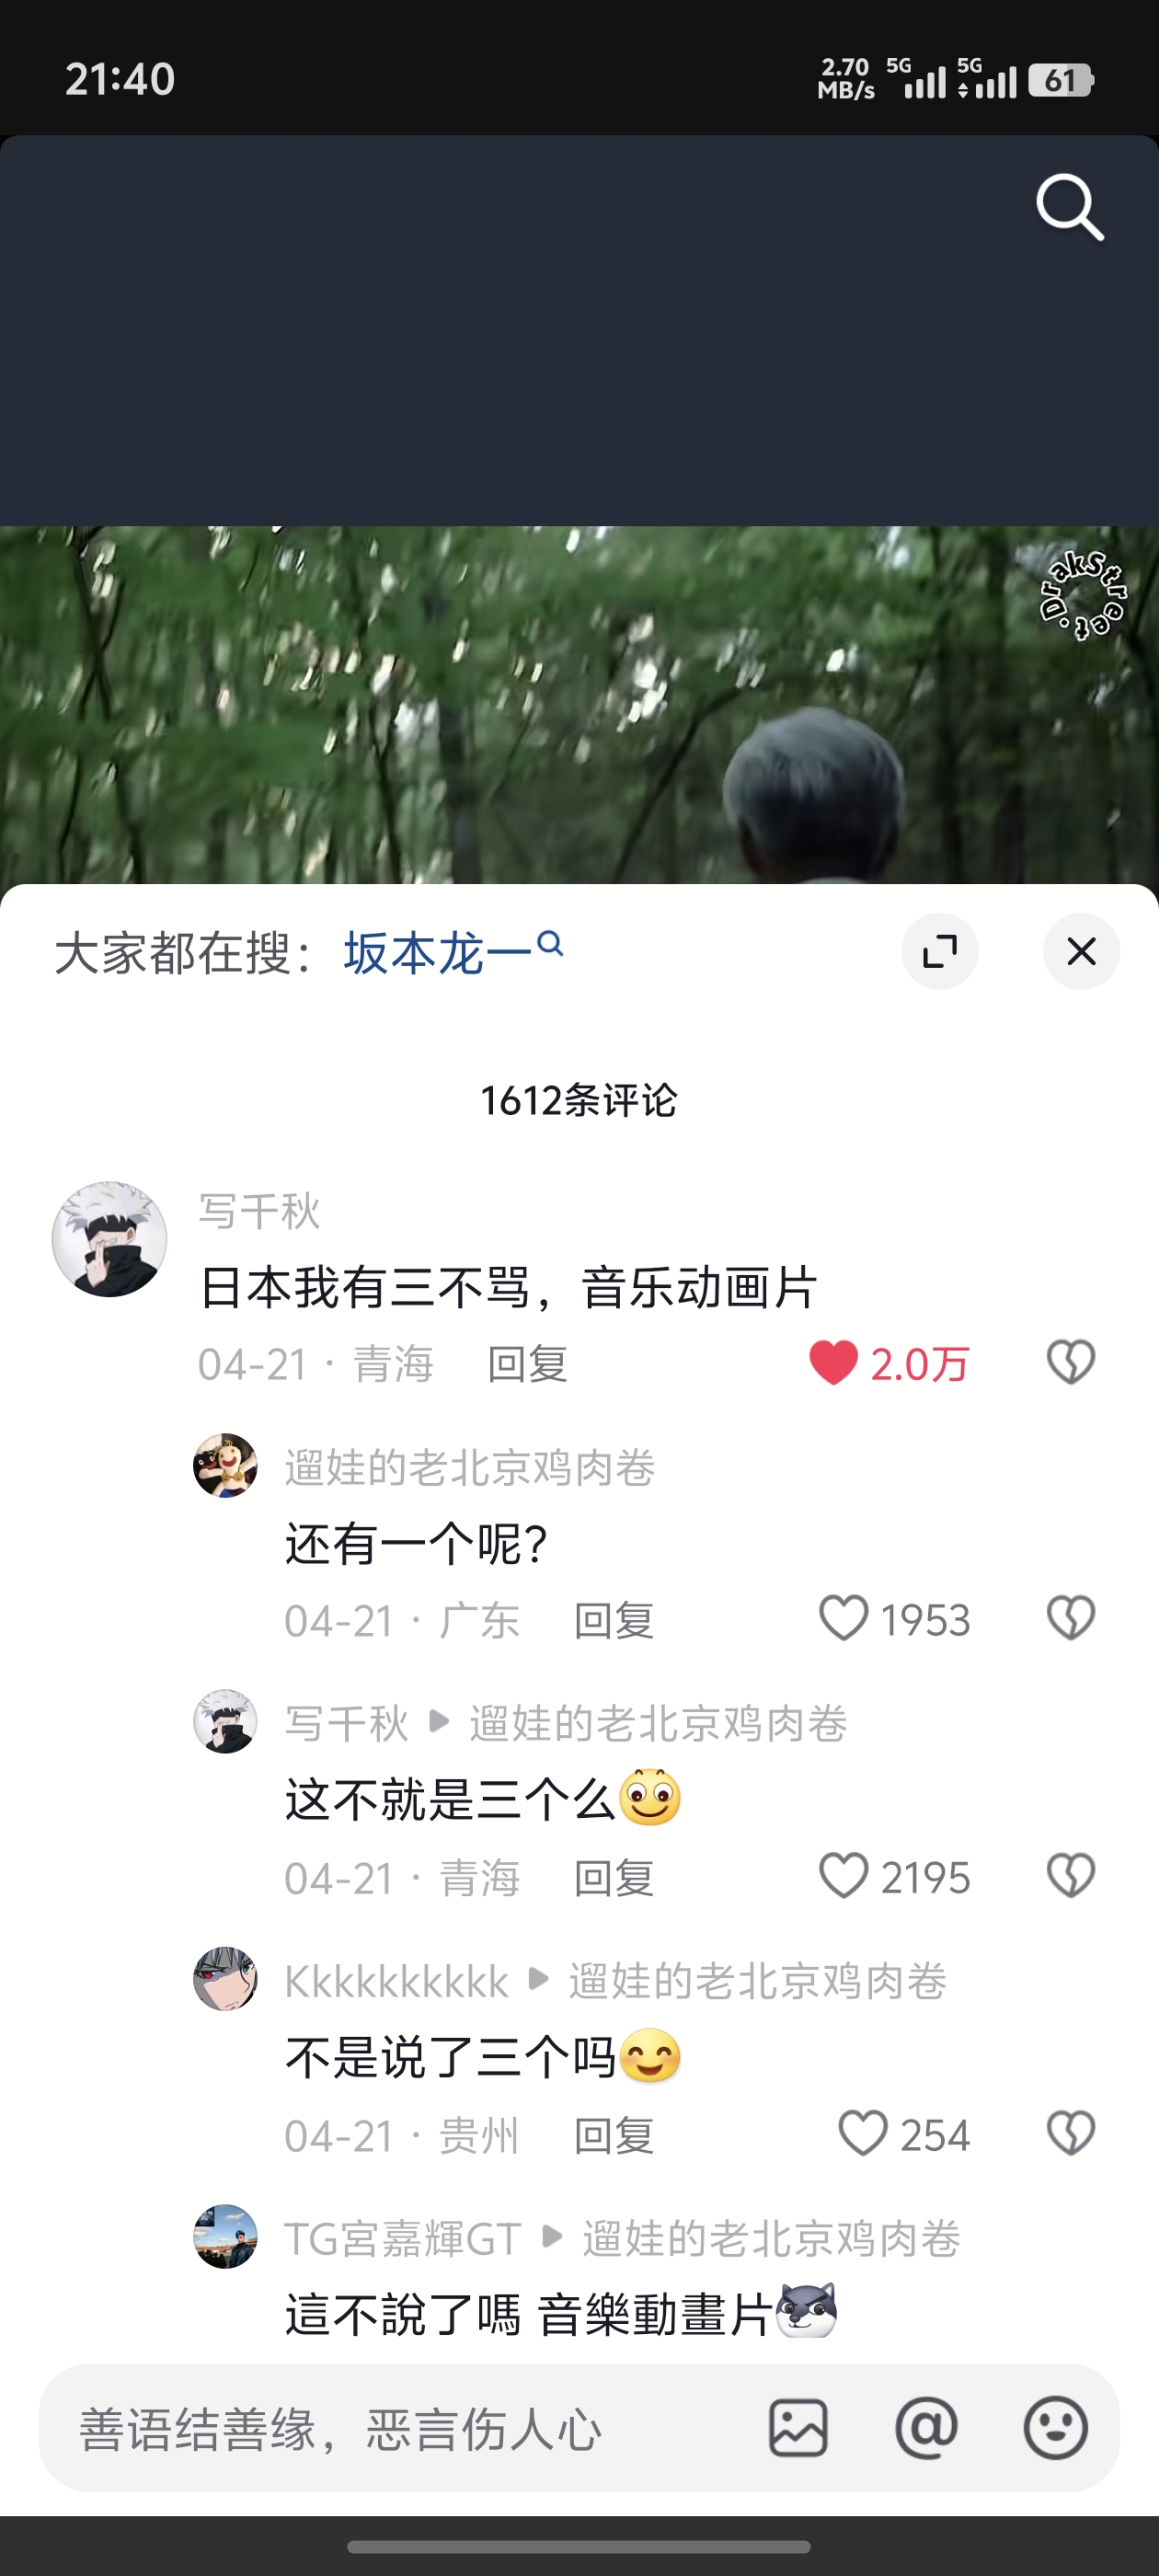 21:40
2.70 MB/s 5G 5G 61
DrakStreet.
大家都在搜：坂本龙一
1612条评论
写千秋
日本我有三不骂，音乐动画片
04-21 · 青海 回复 2.0万
遛娃的老北京鸡肉卷
还有一个呢?
04-21 · 广东 回复 1953
写千秋 ▶ 遛娃的老北京鸡肉卷
这不就是三个么
04-21 · 青海 回复 2195
Kkkkkkkkkk ▶ 遛娃的老北京鸡肉卷
不是说了三个吗
04-21 · 贵州 回复 254
TG宮嘉輝GT ▶ 遛娃的老北京鸡肉卷
這不說了嗎 音樂動畫片
善语结善缘，恶言伤人心